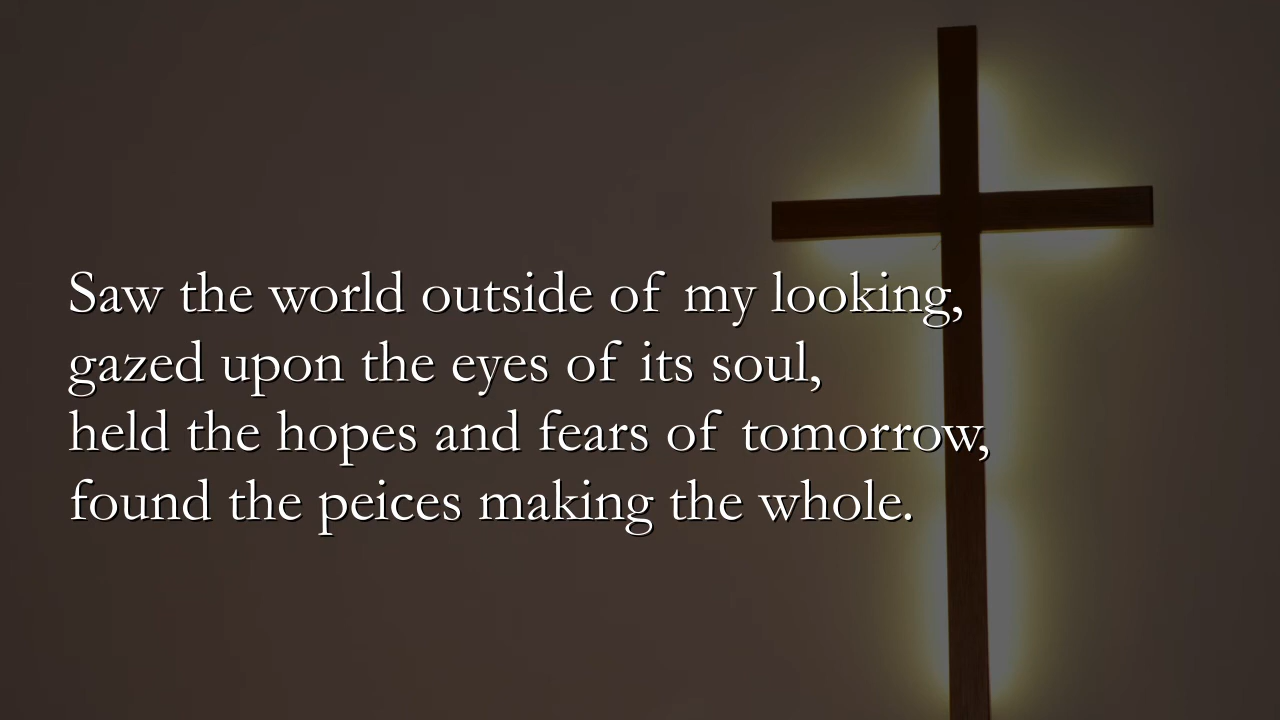 Saw the world outside of my looking,
gazed upon the eyes of its soul,
held the hopes and fears of tomorrow,
found the peices making the whole.